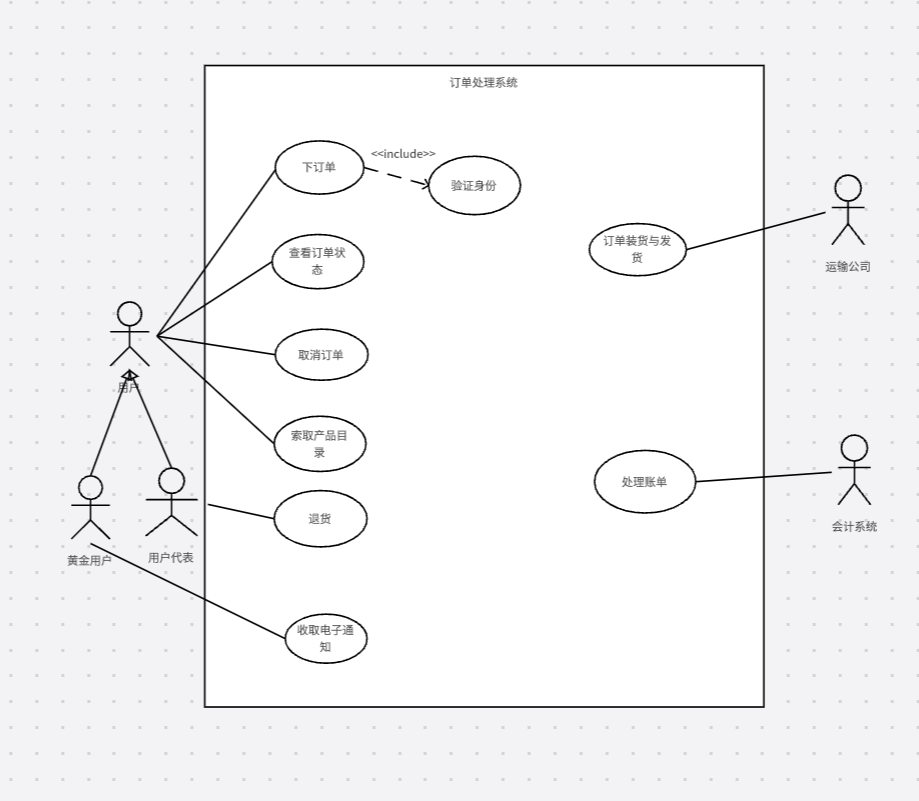 订单处理系统
下订单
<<include>>
验证身份
查看订单状
态
订单装货与发
货
运输公司
取消订单
用户
索取产品目
录
处理账单
会计系统
退货
黄金用户
用户代表
收取电子通
知